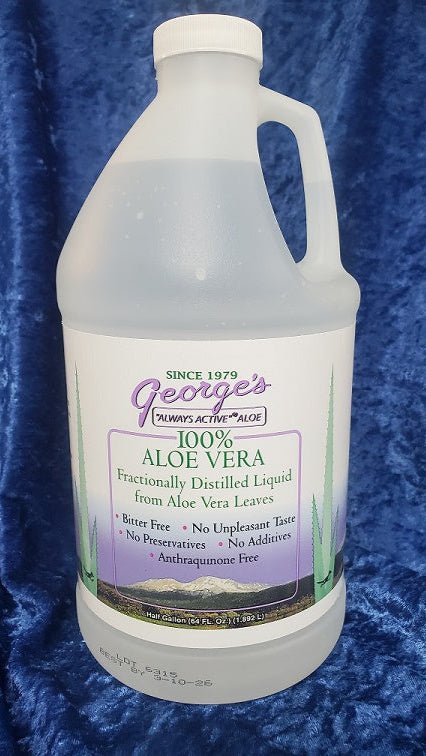 SINCE 1979
George's
"ALWAYS ACTIVE"® ALOE
100%
ALOE VERA
Fractionally Distilled Liquid
from Aloe Vera Leaves
• Bitter Free • No Unpleasant Taste
• No Preservatives • No Additives
• Anthraquinone Free
Half Gallon (64 FL. Oz.) (1,892 L)
LOT 6315
BEST BY 3-10-26